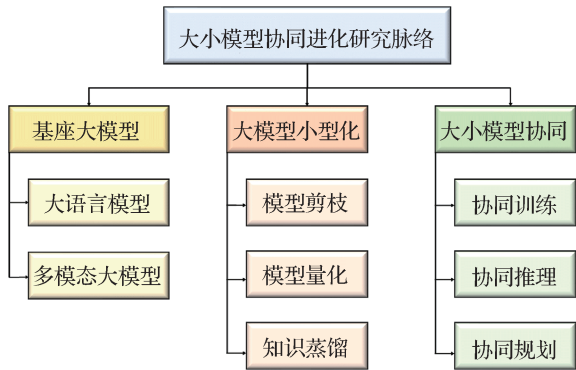 大小模型协同进化研究脉络
基座大模型
大模型小型化
大小模型协同
大语言模型
模型剪枝
协同训练
多模态大模型
模型量化
协同推理
知识蒸馏
协同规划